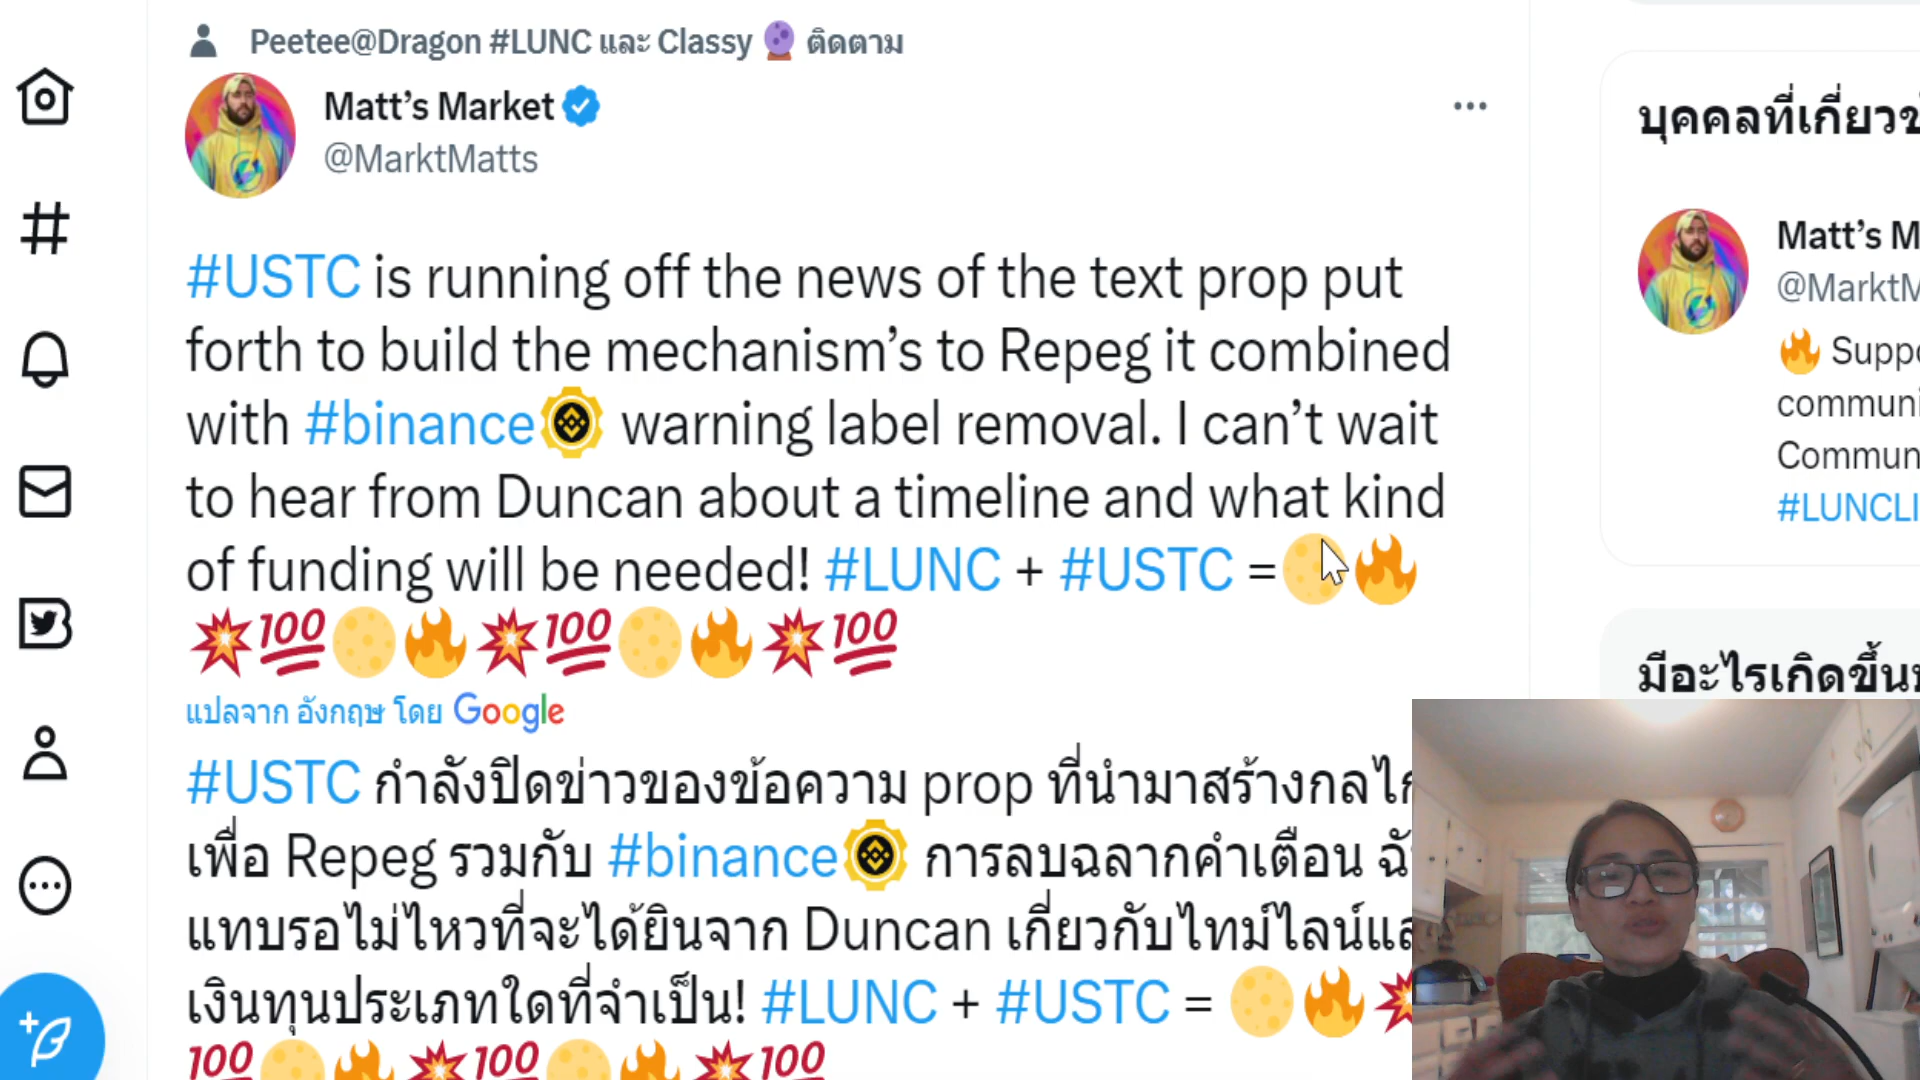 Peetee@Dragon #LUNC และ Classy 🔮 ติดตาม
Matt’s Market
@MarktMatts
#USTC is running off the news of the text prop put
forth to build the mechanism’s to Repeg it combined
with #binance warning label removal. I can’t wait
to hear from Duncan about a timeline and what kind
of funding will be needed! #LUNC + #USTC =🌕🔥
💥💯🌕🔥💥💯🌕🔥💥💯
แปลจาก อังกฤษ โดย Google
#USTC กำลังปิดข่าวของข้อความ prop ที่นำมาสร้างกลไก
เพื่อ Repeg รวมกับ #binance การลบฉลากคำเตือน
แทบรอไม่ไหวที่จะได้ยินจาก Duncan เกี่ยวกับไทม์ไลน์
เงินทุนประเภทใดที่จำเป็น! #LUNC + #USTC = 🌕🔥💥
💯🌕🔥💥💯🌕🔥💥💯
บุคคลที่เกี่ยวข
Matt’s M
@MarktM
🔥 Suppo
communi
Commun
#LUNCLI
มีอะไรเกิดขึ้น